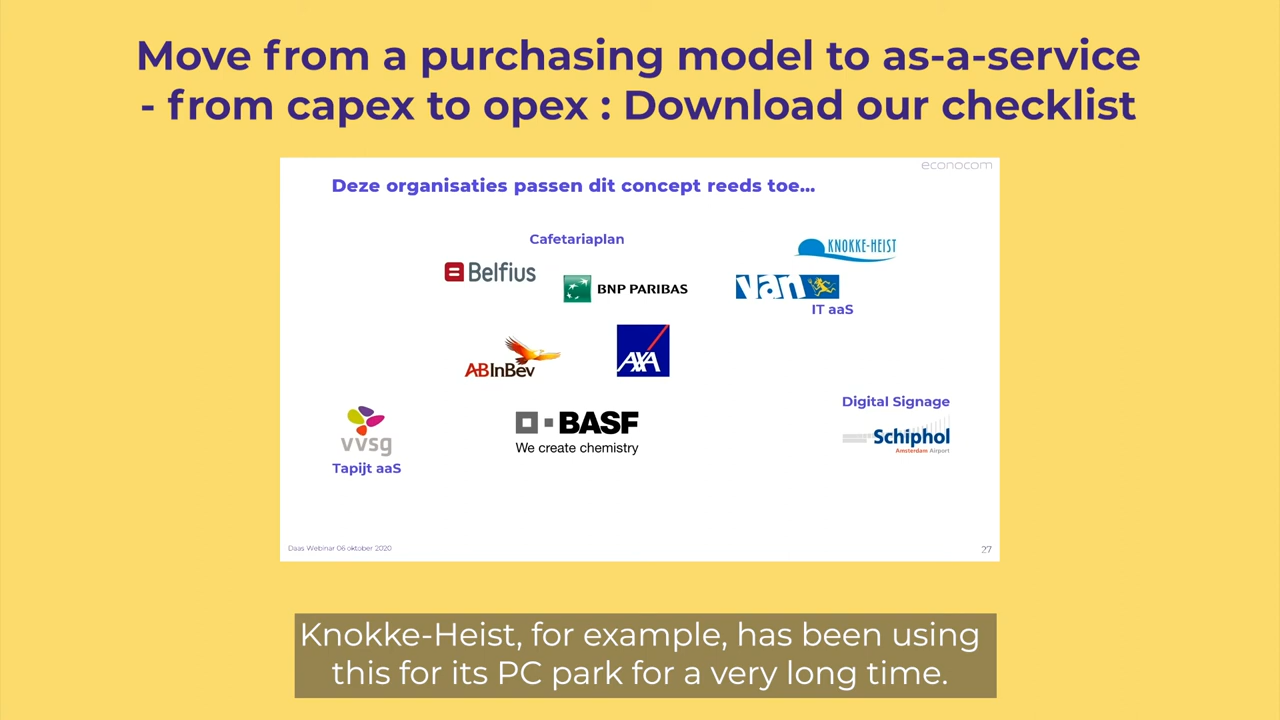 Move from a purchasing model to as-a-service
- from capex to opex : Download our checklist
econocom
Deze organisaties passen dit concept reeds toe...
Cafetariaplan
KNOKKE-HEIST
Belfius
BNP PARIBAS
Van
IT aaS
ABInBev
AXA
Digital Signage
vvsg
BASF
We create chemistry
Schiphol
Amsterdam Airport
Tapijt aaS
Daas Webinar 06 oktober 2020
27
Knokke-Heist, for example, has been using
this for its PC park for a very long time.